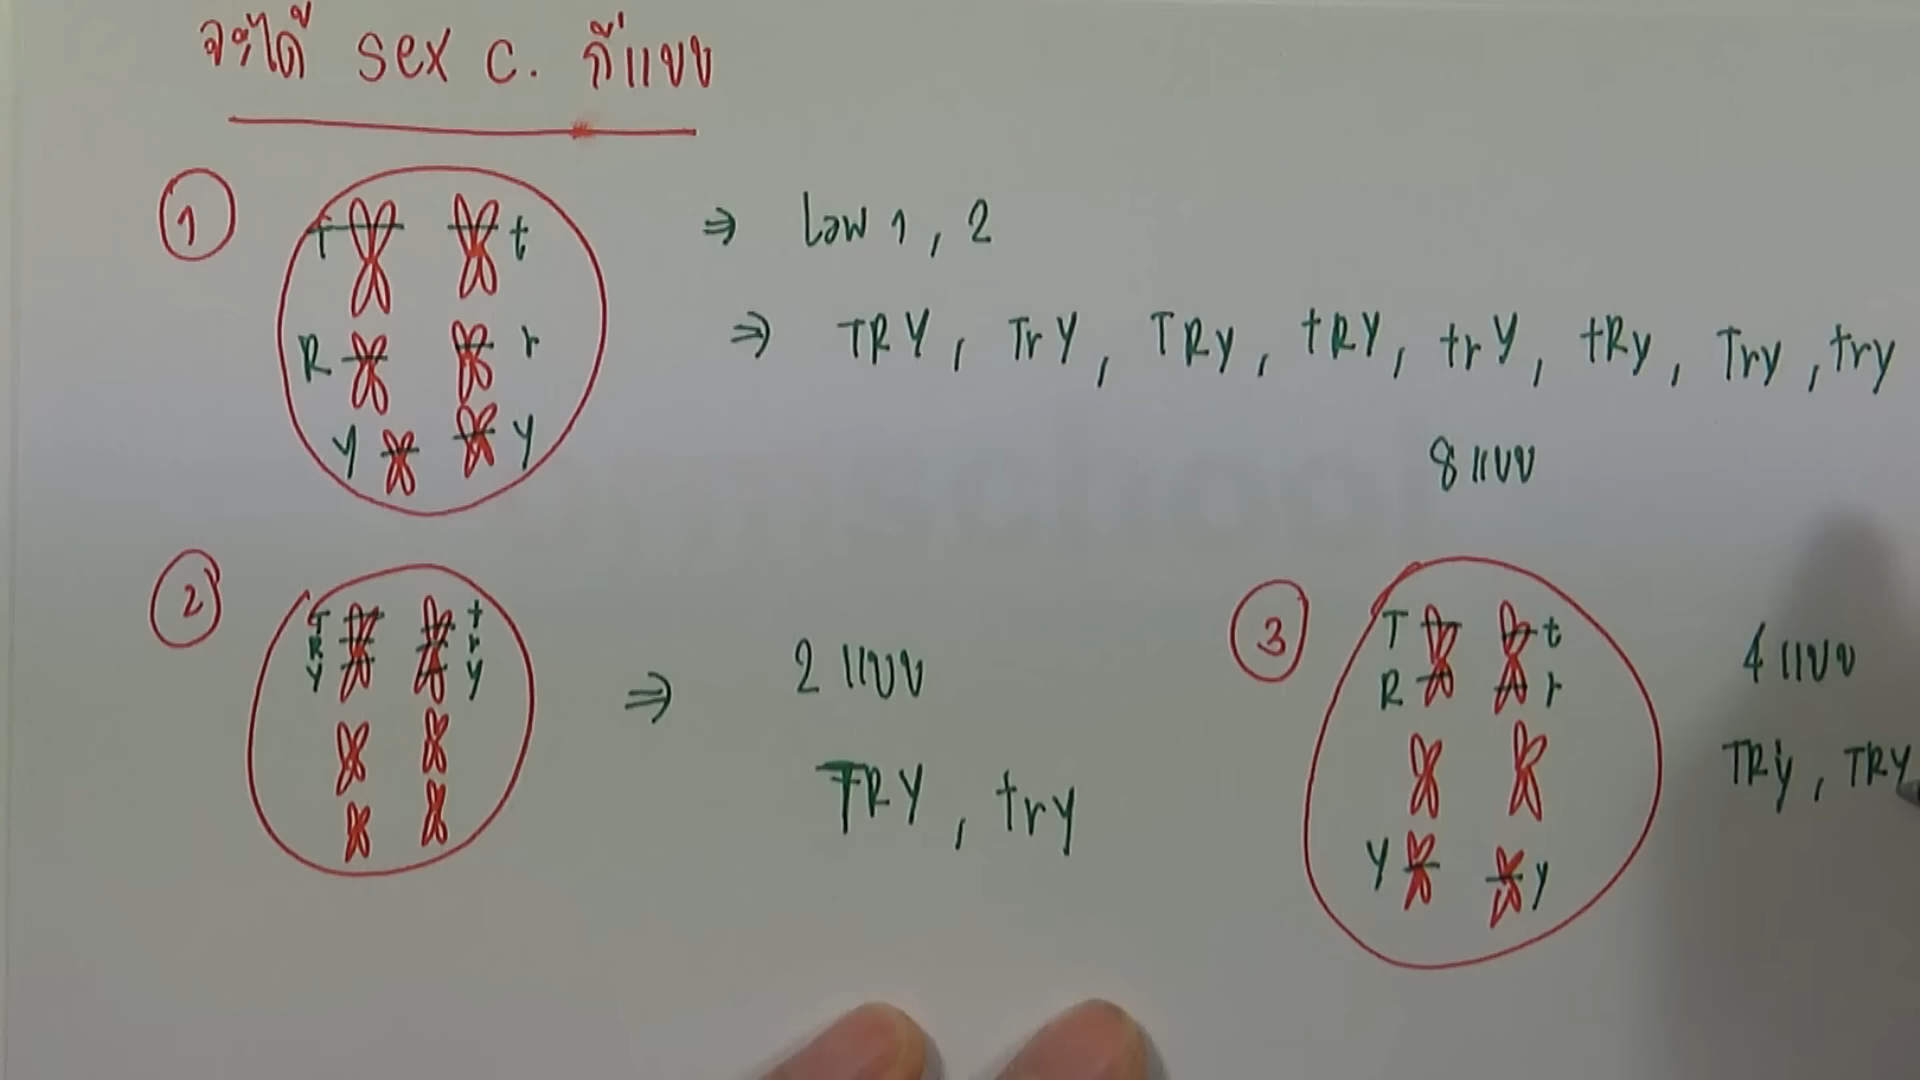 จะได้ sex c. กี่แบบ
1
T t
R r
Y y
⇒ Law 1, 2
⇒ TRY, TrY, TRy, tRY, trY, tRy, Try, try
8 แบบ
2
T t
R r
Y y
⇒ 2 แบบ
TRY, try
3
T t
R r
Y y
4 แบบ
TRy, TRY